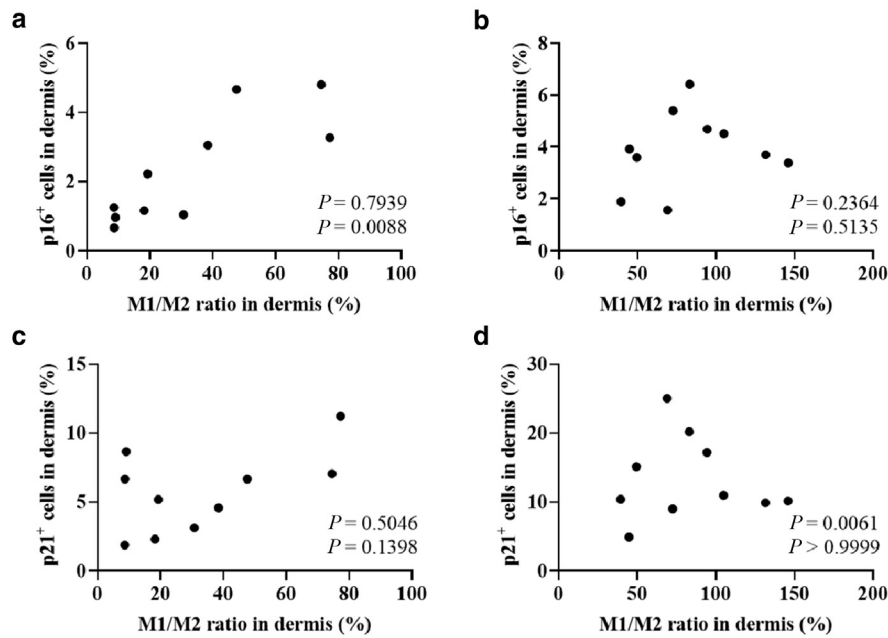 a
p16+ cells in dermis (%)
6
4
2
0
0 20 40 60 80 100
P = 0.7939
P = 0.0088
M1/M2 ratio in dermis (%)
b
p16+ cells in dermis (%)
8
6
4
2
0
0 50 100 150 200
P = 0.2364
P = 0.5135
M1/M2 ratio in dermis (%)
c
p21+ cells in dermis (%)
15
10
5
0
0 20 40 60 80 100
P = 0.5046
P = 0.1398
M1/M2 ratio in dermis (%)
d
p21+ cells in dermis (%)
30
20
10
0
0 50 100 150 200
P = 0.0061
P > 0.9999
M1/M2 ratio in dermis (%)